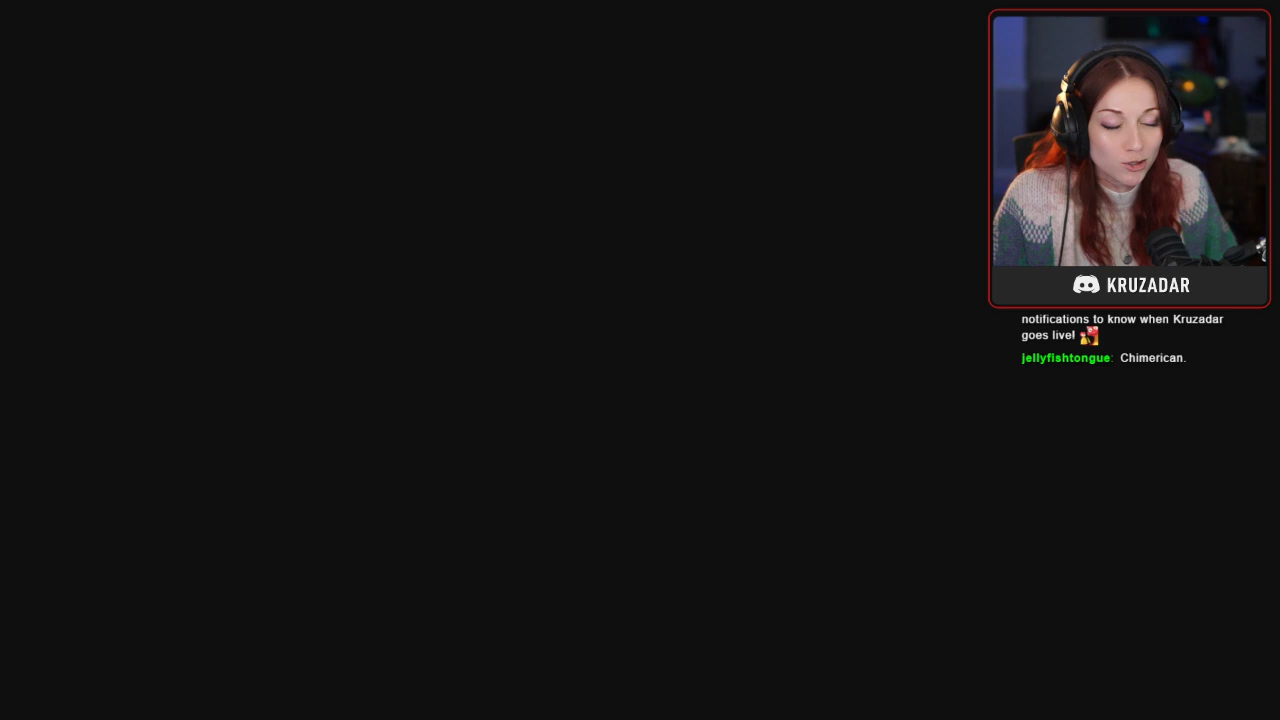 KRUZADAR
notifications to know when Kruzadar
goes live!
jellyfishtongue: Chimerican.